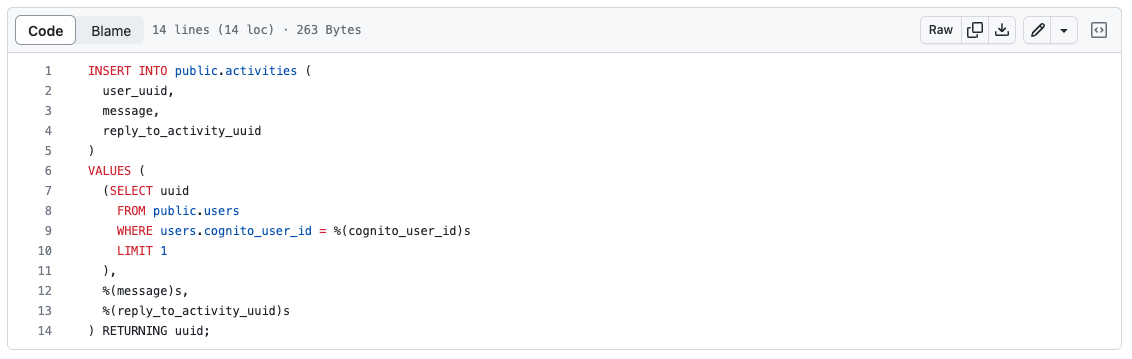 Code Blame 14 lines (14 loc) · 263 Bytes Raw
1 INSERT INTO public.activities (
2 user_uuid,
3 message,
4 reply_to_activity_uuid
5 )
6 VALUES (
7 (SELECT uuid
8 FROM public.users
9 WHERE users.cognito_user_id = %(cognito_user_id)s
10 LIMIT 1
11 ),
12 %(message)s,
13 %(reply_to_activity_uuid)s
14 ) RETURNING uuid;